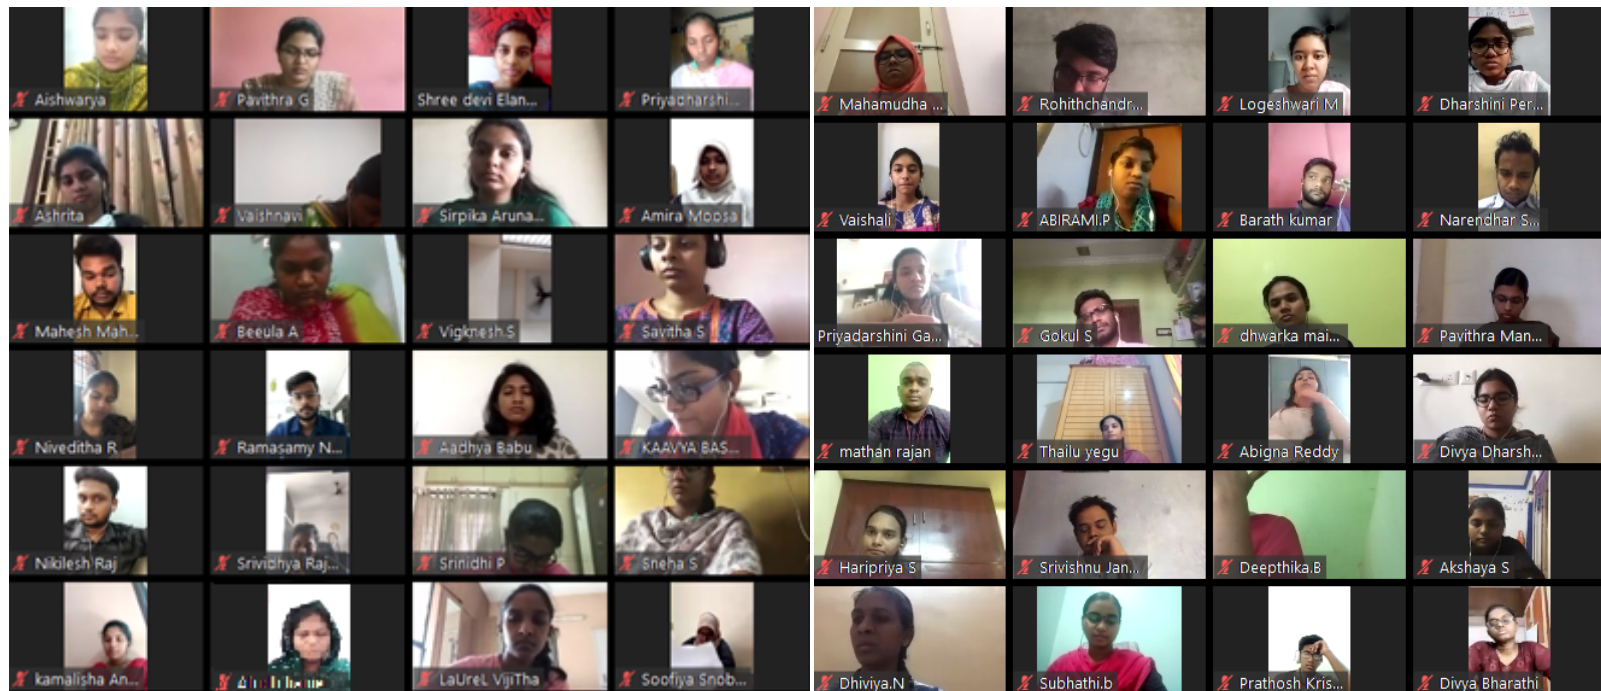 Aishwarya
Pavithra G
Shree devi Elan...
Priyadharshi...
Mahamudha ...
Rohithchandr...
Logeshwari M
Dharshini Per...
Ashrita
Vaishnavi
Sirpika Aruna...
Amira Moosa
Vaishali
ABIRAMI.P
Barath kumar
Narendhar S...
Mahesh Mah...
Beeula A
Vigknesh.S
Savitha S
Priyadarshini Ga...
Gokul S
dhwarka mai...
Pavithra Man...
Niveditha R
Ramasamy N...
Aadhya Babu
KAAVYA BAS...
mathan rajan
Thailu yegu
Abigna Reddy
Divya Dharsh...
Nikilesh Raj
Srividhya Raj...
Srinidhi P
Sneha S
Haripriya S
Srivishnu Jan...
Deepthika.B
Akshaya S
kamalisha An...
LaUreL VijiTha
Soofiya Snob...
Dhiviya.N
Subhathi.b
Prathosh Kris...
Divya Bharathi